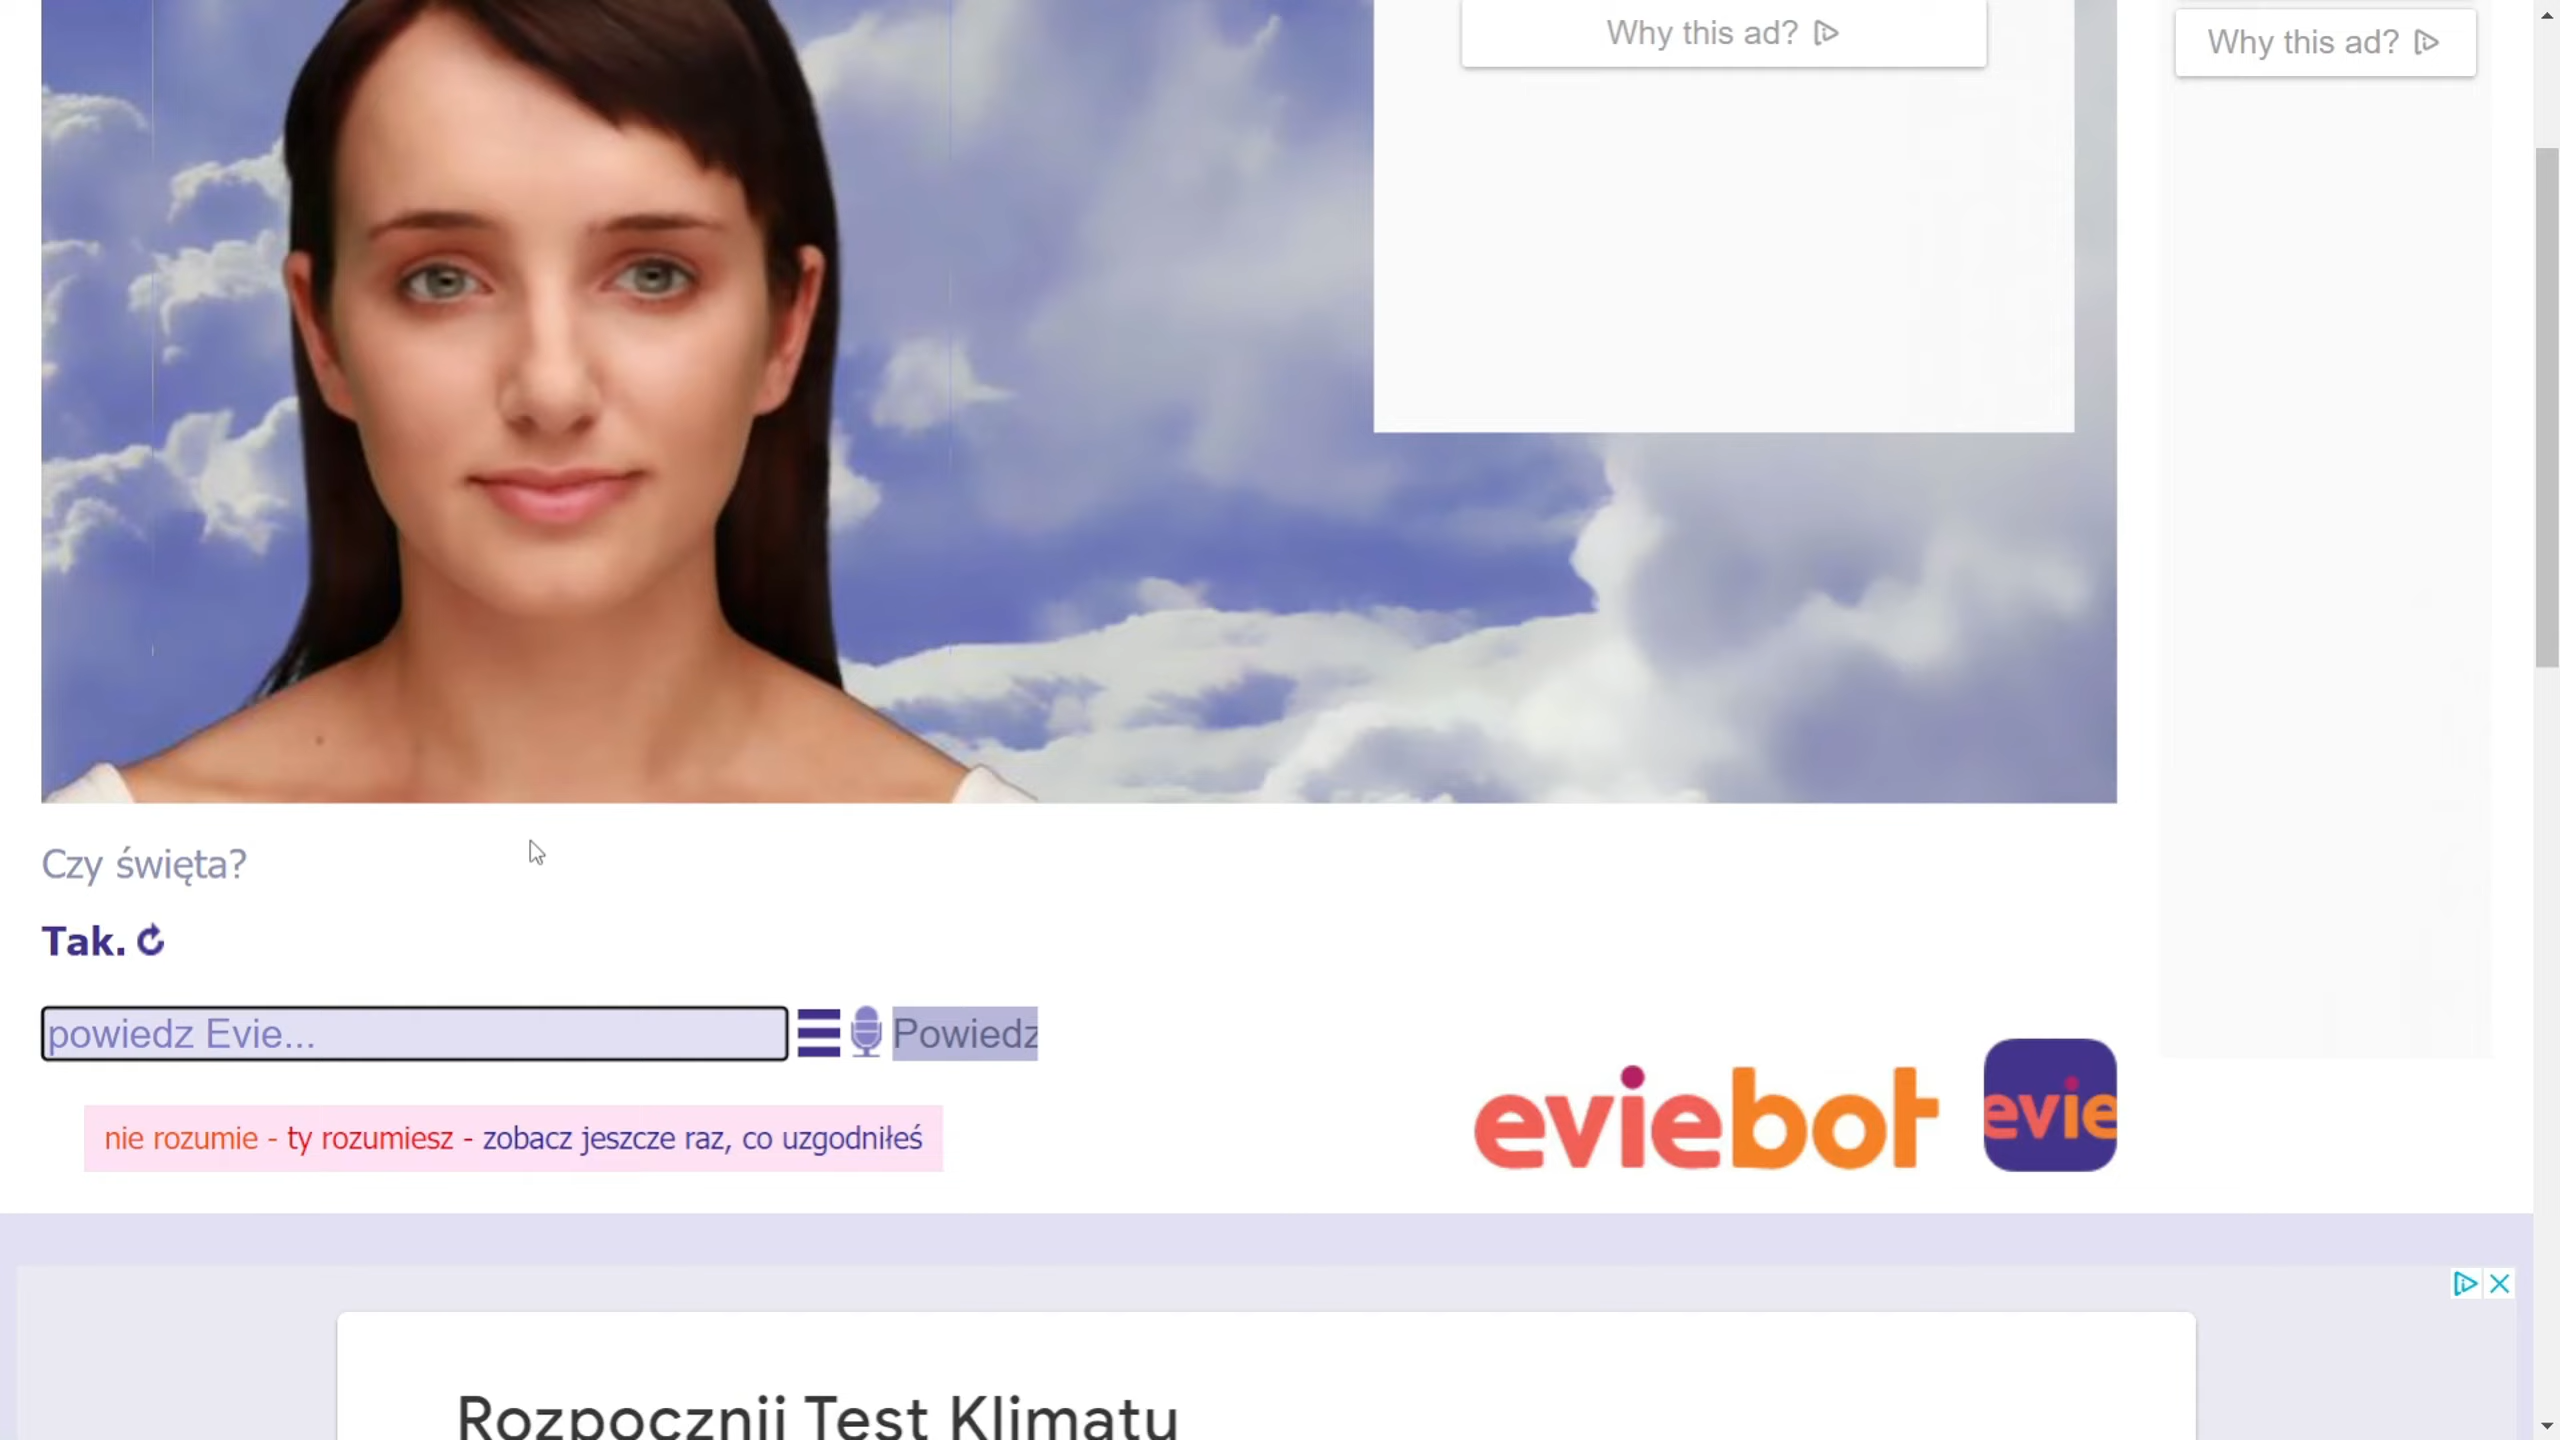 Why this ad?
Why this ad?
Czy święta?
Tak.
powiedz Evie...
Powiedz
nie rozumie - ty rozumiesz - zobacz jeszcze raz, co uzgodniłeś
eviebot
evie
Rozpocznij Test Klimatu